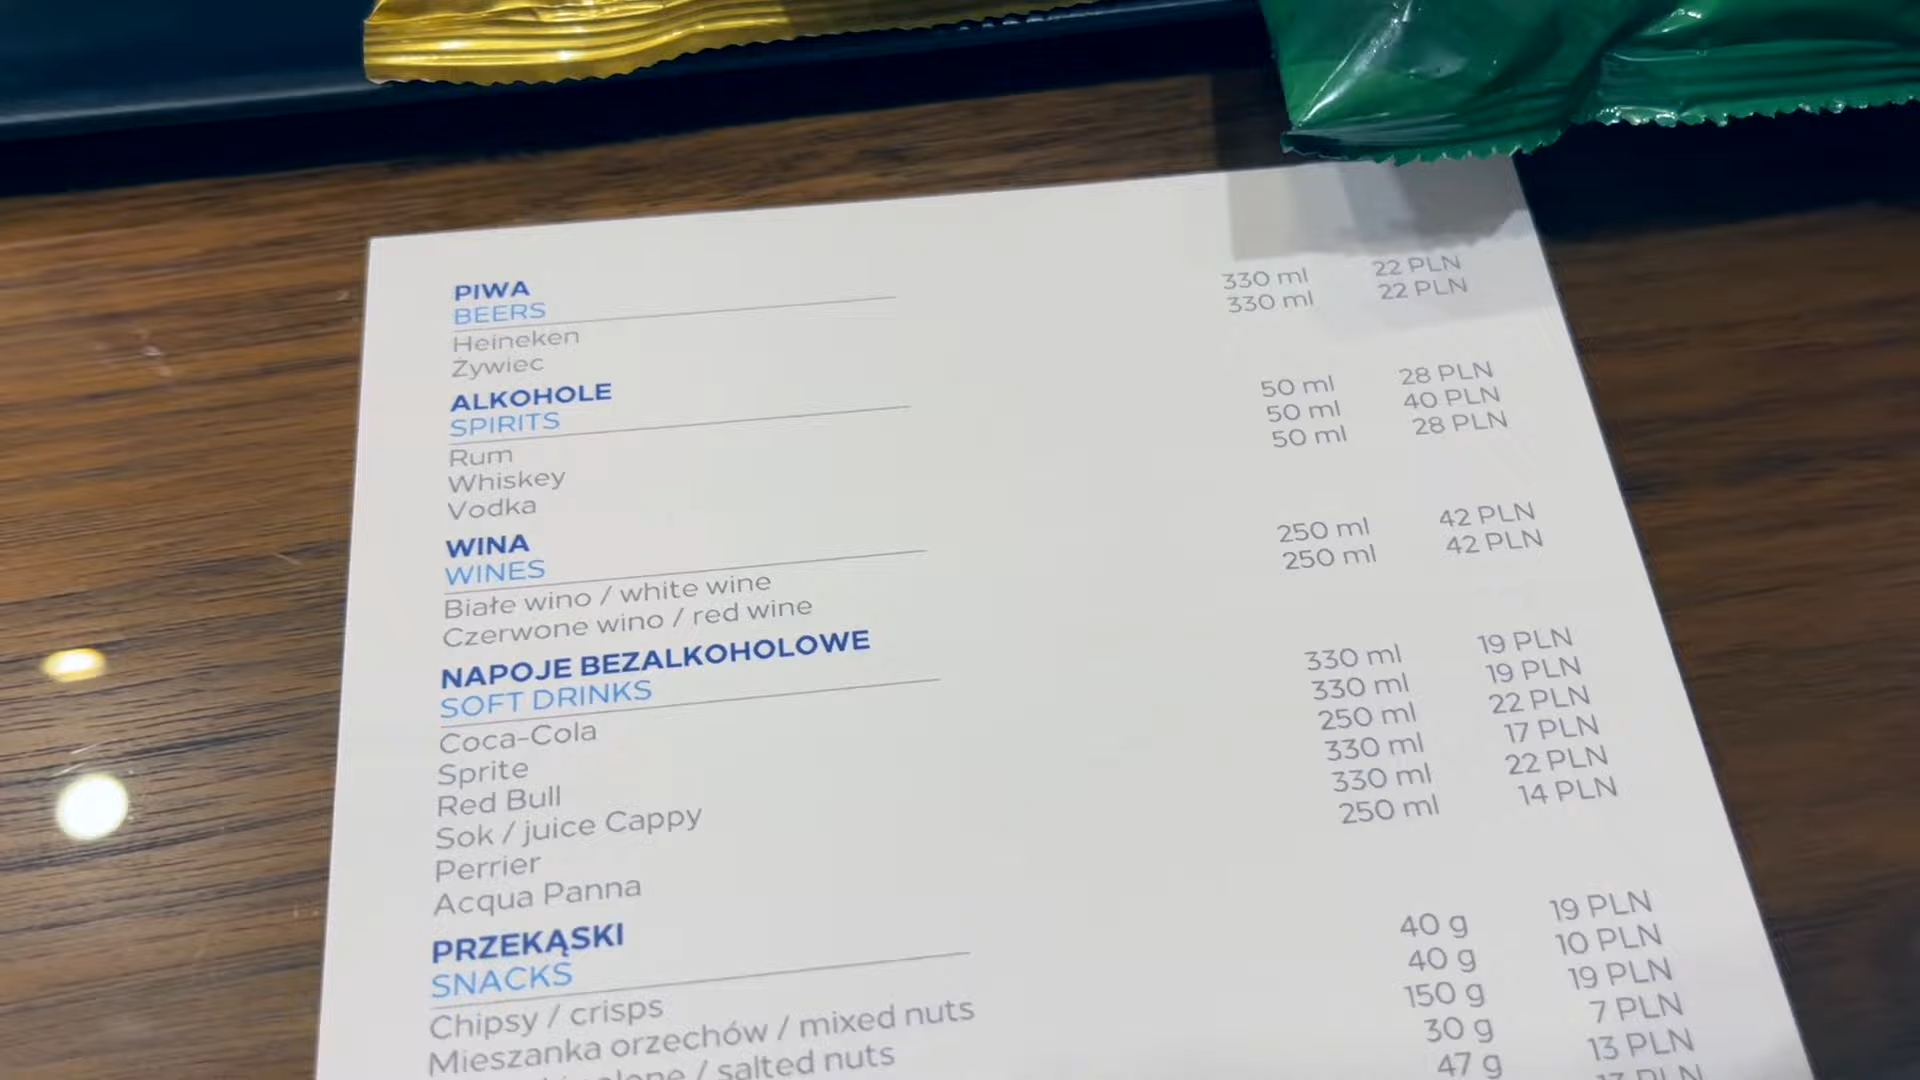 PIWA
BEERS
Heineken 330 ml 22 PLN
Żywiec 330 ml 22 PLN
ALKOHOLE
SPIRITS
Rum 50 ml 28 PLN
Whiskey 50 ml 40 PLN
Vodka 50 ml 28 PLN
WINA
WINES
Białe wino / white wine 250 ml 42 PLN
Czerwone wino / red wine 250 ml 42 PLN
NAPOJE BEZALKOHOLOWE
SOFT DRINKS
Coca-Cola 330 ml 19 PLN
Sprite 330 ml 19 PLN
Red Bull 250 ml 22 PLN
Sok / juice Cappy 330 ml 17 PLN
Perrier 330 ml 22 PLN
Acqua Panna 250 ml 14 PLN
PRZEKĄSKI
SNACKS
Chipsy / crisps 40 g 19 PLN
Mieszanka orzechów / mixed nuts 40 g 10 PLN
/ salted nuts 150 g 19 PLN
30 g 7 PLN
47 g 13 PLN
PLN